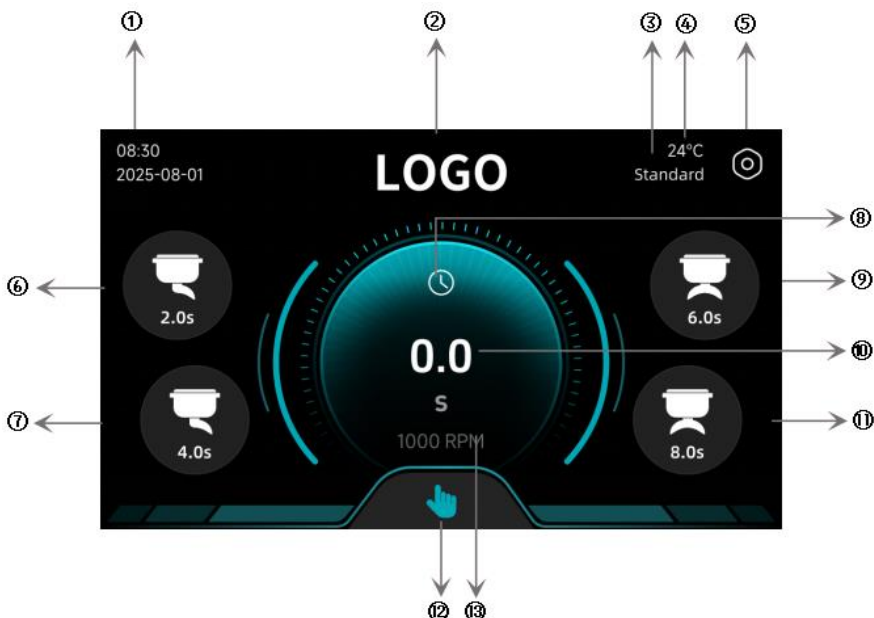 ① ② ③ ④ ⑤
08:30
2025-08-01
LOGO
24°C
Standard
⑧
⑥
2.0s
6.0s
⑨
0.0
⑩
S
⑦
4.0s
1000 RPM
8.0s
⑪
⑫ ⑬